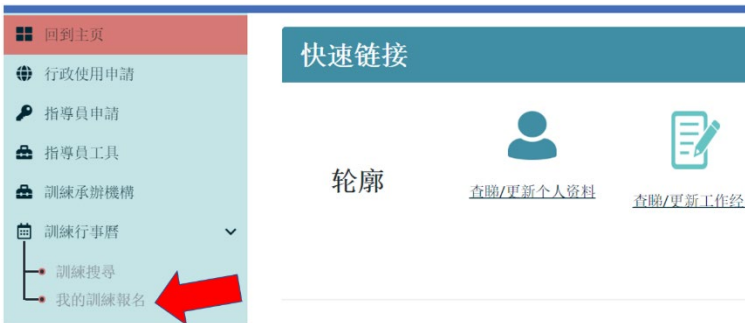 回到主页
行政使用申請
指導員申請
指導員工具
訓練承辦機構
訓練行事曆
訓練搜尋
我的訓練報名
快速链接
轮廓
查睇/更新个人资料
查睇/更新工作经